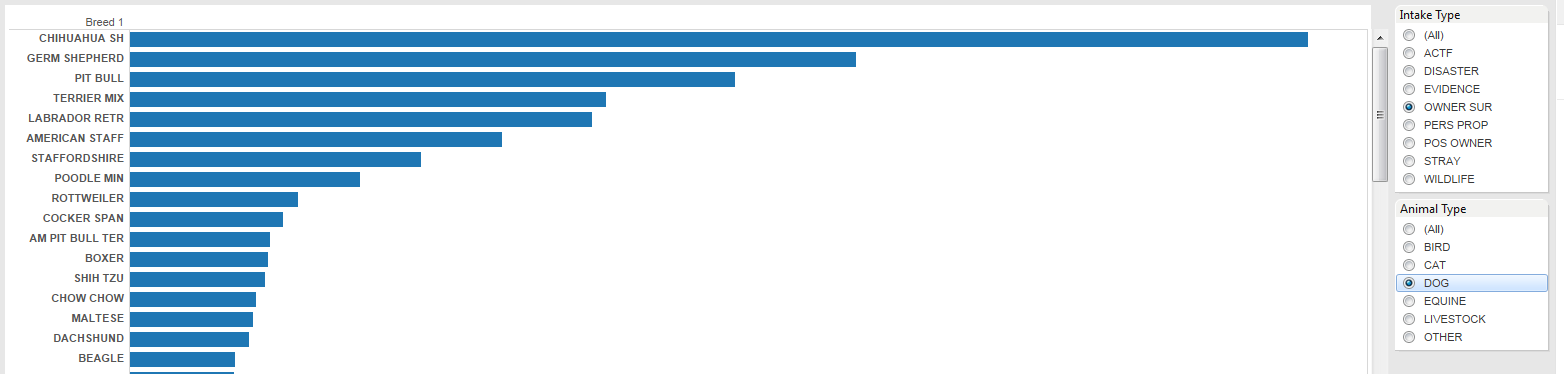 Breed 1
CHIHUAHUA SH
GERM SHEPHERD
PIT BULL
TERRIER MIX
LABRADOR RETR
AMERICAN STAFF
STAFFORDSHIRE
POODLE MIN
ROTTWEILER
COCKER SPAN
AM PIT BULL TER
BOXER
SHIH TZU
CHOW CHOW
MALTESE
DACHSHUND
BEAGLE
Intake Type
(All)
ACTF
DISASTER
EVIDENCE
OWNER SUR
PERS PROP
POS OWNER
STRAY
WILDLIFE
Animal Type
(All)
BIRD
CAT
DOG
EQUINE
LIVESTOCK
OTHER